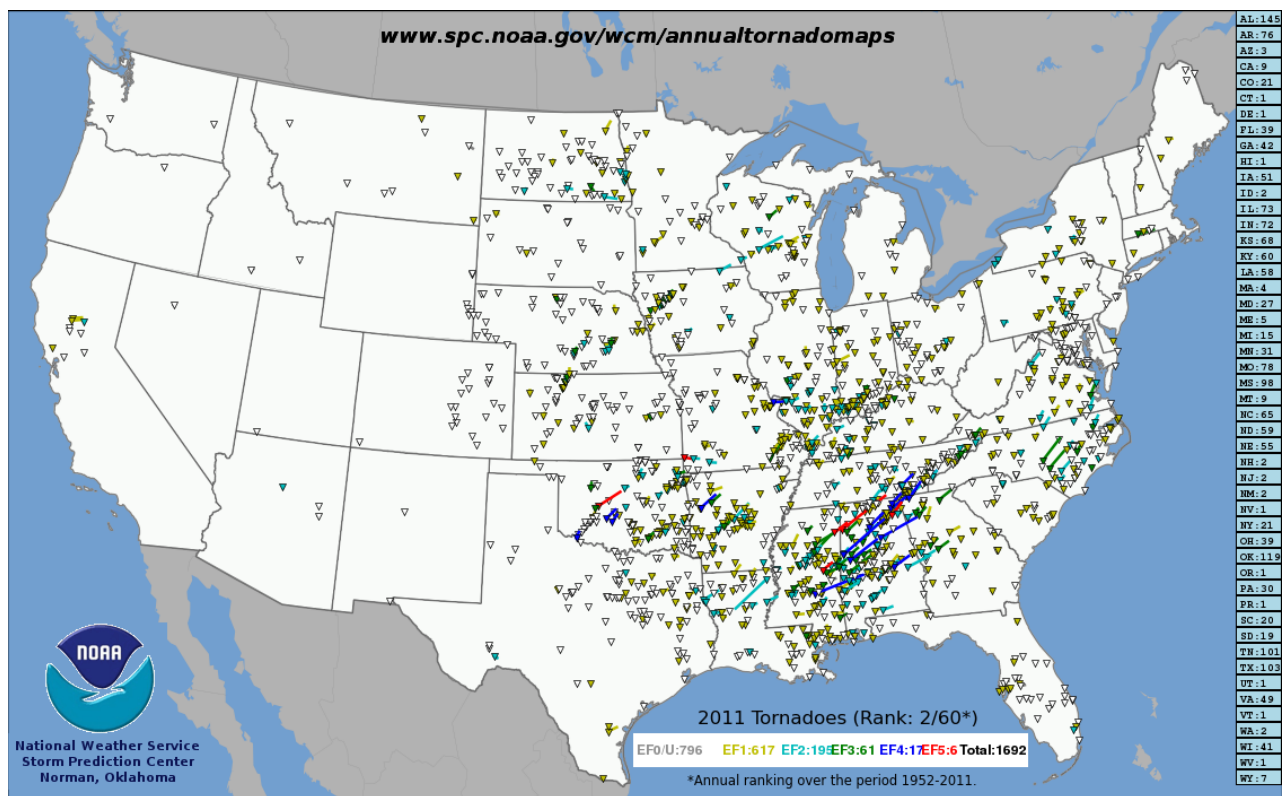 www.spc.noaa.gov/wcm/annualtornadomaps
AL:145
AR:76
AZ:3
CA:9
CO:21
CT:1
DE:1
FL:39
GA:42
HI:1
IA:51
ID:2
IL:73
IN:72
KS:68
KY:60
LA:58
MA:4
MD:27
ME:5
MI:15
MN:31
MO:78
MS:98
MT:9
NC:65
ND:59
NE:55
NH:2
NJ:2
NM:2
NV:1
NY:21
OH:39
OK:119
OR:1
PA:30
PR:1
SC:20
SD:19
TN:101
TX:103
UT:1
VA:49
VT:1
WA:2
WI:41
WV:1
WY:7
NOAA
National Weather Service
Storm Prediction Center
Norman, Oklahoma
2011 Tornadoes (Rank: 2/60*)
EF0/U:796 EF1:617 EF2:195 EF3:61 EF4:17 EF5:6 Total:1692
*Annual ranking over the period 1952-2011.